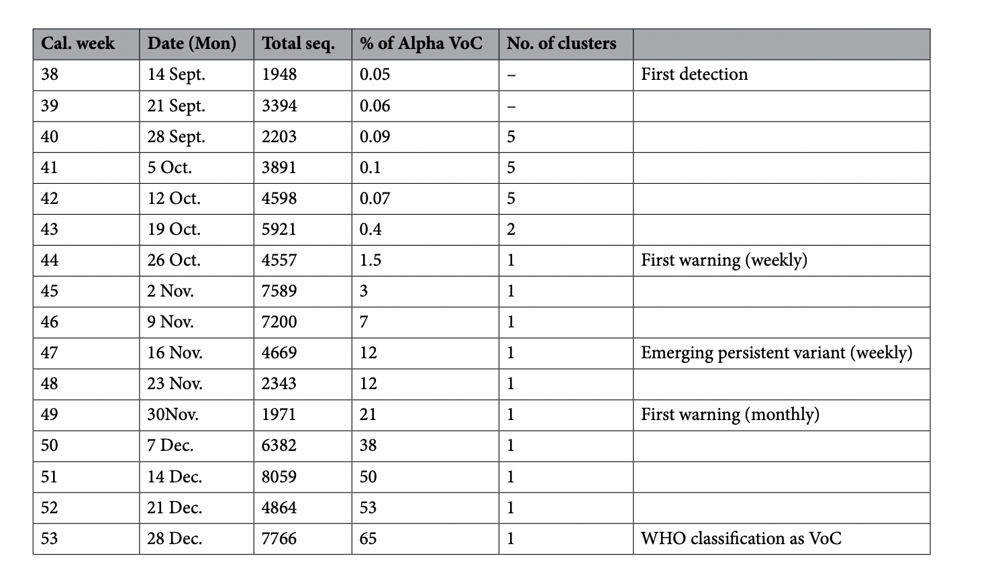 Cal. week Date (Mon) Total seq. % of Alpha VoC No. of clusters
38 14 Sept. 1948 0.05 – First detection
39 21 Sept. 3394 0.06 –
40 28 Sept. 2203 0.09 5
41 5 Oct. 3891 0.1 5
42 12 Oct. 4598 0.07 5
43 19 Oct. 5921 0.4 2
44 26 Oct. 4557 1.5 1 First warning (weekly)
45 2 Nov. 7589 3 1
46 9 Nov. 7200 7 1
47 16 Nov. 4669 12 1 Emerging persistent variant (weekly)
48 23 Nov. 2343 12 1
49 30Nov. 1971 21 1 First warning (monthly)
50 7 Dec. 6382 38 1
51 14 Dec. 8059 50 1
52 21 Dec. 4864 53 1
53 28 Dec. 7766 65 1 WHO classification as VoC